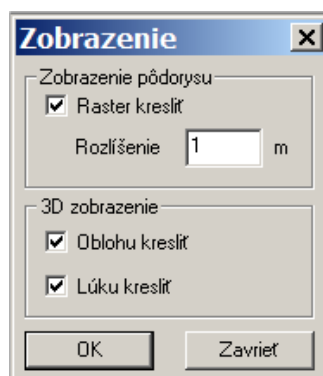 Zobrazenie
Zobrazenie pôdorysu
Raster kresliť
Rozlíšenie 1 m
3D zobrazenie
Oblohu kresliť
Lúku kresliť
OK Zavrieť